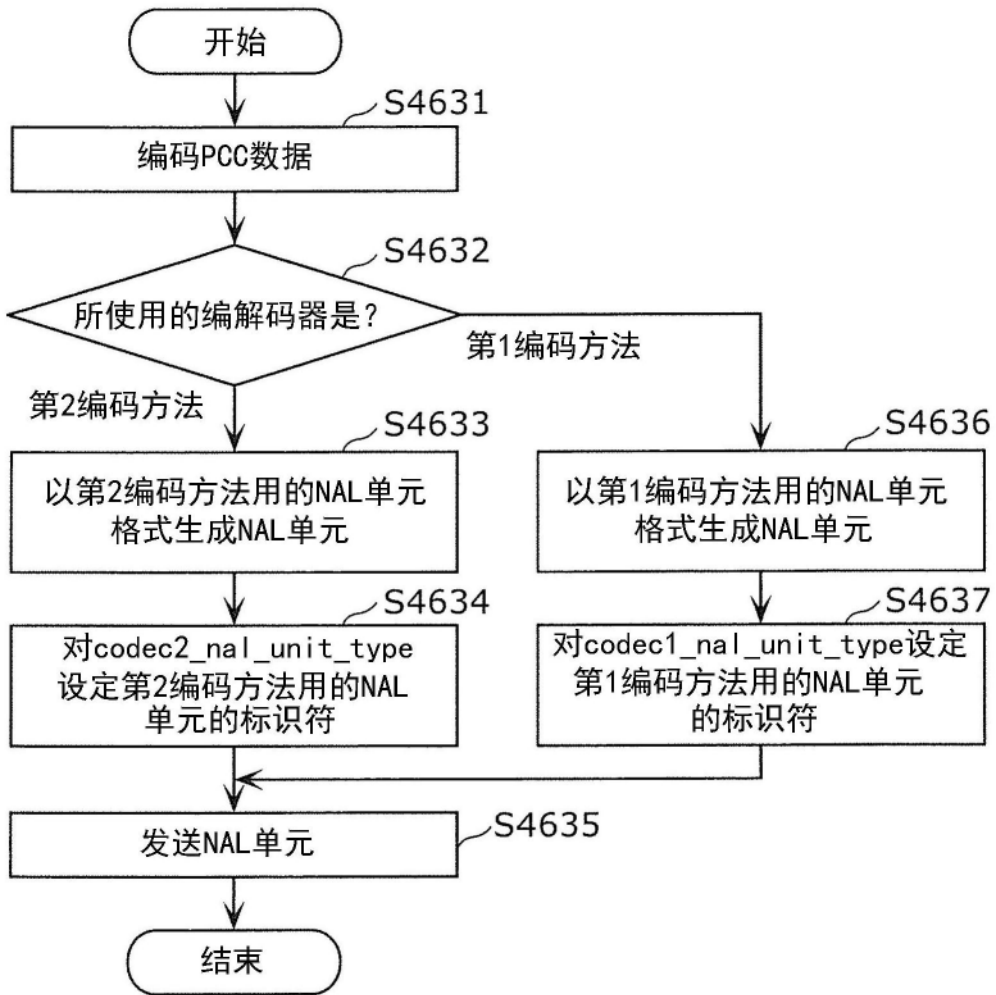 开始
S4631
编码PCC数据
S4632
所使用的编解码器是?
第1编码方法
第2编码方法
S4633
以第2编码方法用的NAL单元
格式生成NAL单元
S4636
以第1编码方法用的NAL单元
格式生成NAL单元
S4634
对codec2_nal_unit_type
设定第2编码方法用的NAL
单元的标识符
S4637
对codec1_nal_unit_type设定
第1编码方法用的NAL单元
的标识符
发送NAL单元
S4635
结束